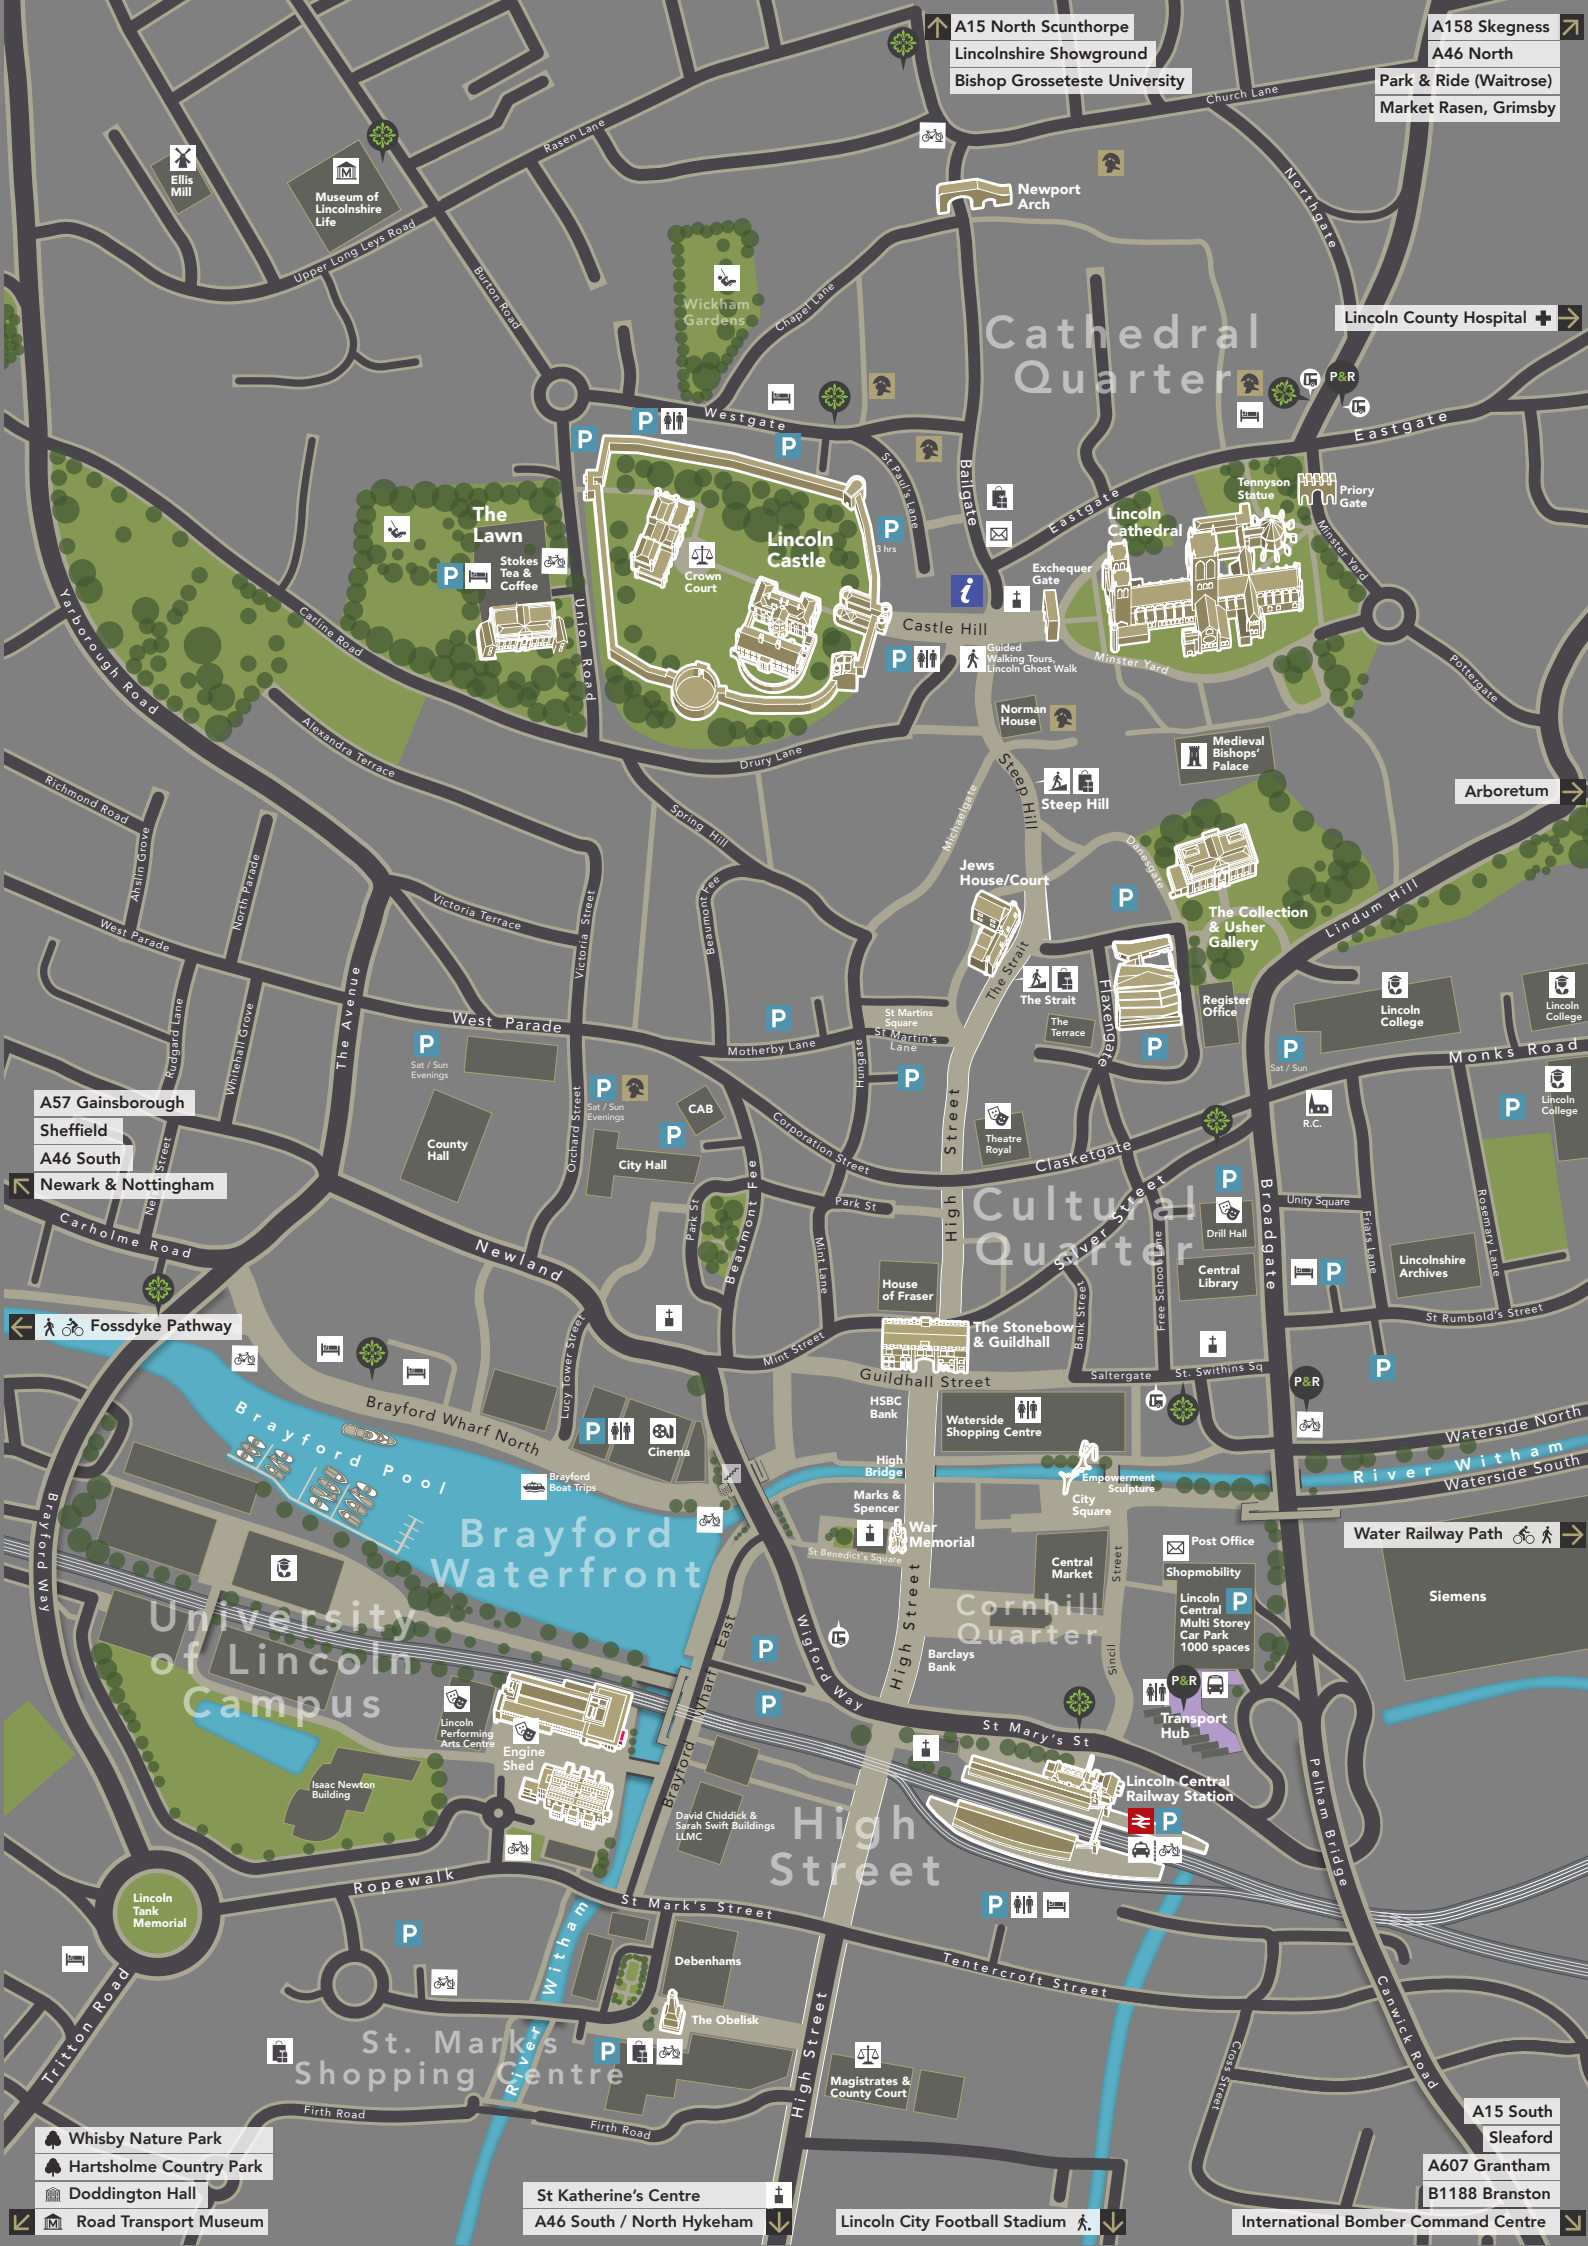 A15 North Scunthorpe
Lincolnshire Showground
Bishop Grosseteste University
A158 Skegness
A46 North
Park & Ride (Waitrose)
Market Rasen, Grimsby
Church Lane
Rasen Lane
Ellis
Mill
M
Museum of
Lincolnshire
Life
Upper Long Leys Road
Burton Road
Newport
Arch
Northgate
Wickham
Gardens
Chapel Lane
Cathedral
Quarter
Lincoln County Hospital
P&R
P
P
Westgate
P
Eastgate
St Paul's Lane
Bailgate
P
3 hrs
Eastgate
Tennyson
Statue
Priory
Gate
Lincoln
Cathedral
Minster Yard
The
Lawn
P
Stokes
Tea &
Coffee
Crown
Court
Lincoln
Castle
Union Road
i
Exchequer
Gate
Castle Hill
P
Guided
Walking Tours,
Lincoln Ghost Walk
Minster Yard
Pottergate
Yarborough Road
Carline Road
Alexandra Terrace
Norman
House
Medieval
Bishops'
Palace
Drury Lane
Steep Hill
Steep Hill
Arboretum
Richmond Road
Ahslin Grove
North Parade
West Parade
Spring Hill
Michaelgate
Danesgate
Jews
House/Court
P
Victoria Terrace
Victoria Street
Beaumont Fee
The Collection
& Usher
Gallery
Lindum Hill
The Strait
The Strait
The Avenue
Rudgard Lane
Whitehall Grove
West Parade
P
Sat / Sun
Evenings
P
Motherby Lane
St Martins
Square
St Martin's
Lane
Hungate
P
The
Terrace
Flaxengate
P
Register
Office
Lincoln
College
Lincoln
College
P
Sat / Sun
Monks Road
Lincoln
College
P
R.C.
A57 Gainsborough
Sheffield
A46 South
Newark & Nottingham
Street
Carholme Road
County
Hall
Orchard Street
P
Sat / Sun
Evenings
P
CAB
City Hall
Corporation Street
High Street
Theatre
Royal
Clasketgate
Park St
Park St
Beaumont Fee
Mint Lane
Cultural
Quarter
Silver Street
P
Drill Hall
Central
Library
Broadgate
Unity Square
Friars Lane
Rosemary Lane
P
Lincolnshire
Archives
St Rumbold's Street
P
High
Newland
House
of Fraser
The Stonebow
& Guildhall
Bank Street
Free School Lane
Mint Street
Guildhall Street
Saltergate
St. Swithins Sq
P&R
Fossdyke Pathway
Brayford Pool
Brayford Wharf North
Lucy Tower Street
P
Cinema
Brayford
Boat Trips
HSBC
Bank
Waterside
Shopping Centre
High
Bridge
Empowerment
Sculpture
City
Square
Waterside North
River Witham
Waterside South
Brayford Way
Brayford
Waterfront
Marks &
Spencer
War
Memorial
St Benedict's Square
Central
Market
Post Office
Shopmobility
Water Railway Path
Siemens
Lincoln
Central
Multi Storey
Car Park
1000 spaces
P
Sincil Street
Cornhill
Quarter
High Street
Barclays
Bank
Wigford Way
University
of Lincoln
Campus
P
P
Brayford Wharf East
Lincoln
Performing
Arts Centre
Engine
Shed
Isaac Newton
Building
P&R
Transport
Hub
St Mary's St
Lincoln Central
Railway Station
P
Pelham Bridge
David Chiddick &
Sarah Swift Buildings
LLMC
High
Street
Lincoln
Tank
Memorial
Ropewalk
St Mark's Street
P
P
Tentercroft Street
Tritton Road
River Witham
Debenhams
The Obelisk
St. Marks
Shopping Centre
P
High Street
Magistrates &
County Court
Firth Road
Firth Road
Cross Street
Canwick Road
Whisby Nature Park
Hartsholme Country Park
Doddington Hall
M
Road Transport Museum
St Katherine's Centre
A46 South / North Hykeham
Lincoln City Football Stadium
A15 South
Sleaford
A607 Grantham
B1188 Branston
International Bomber Command Centre